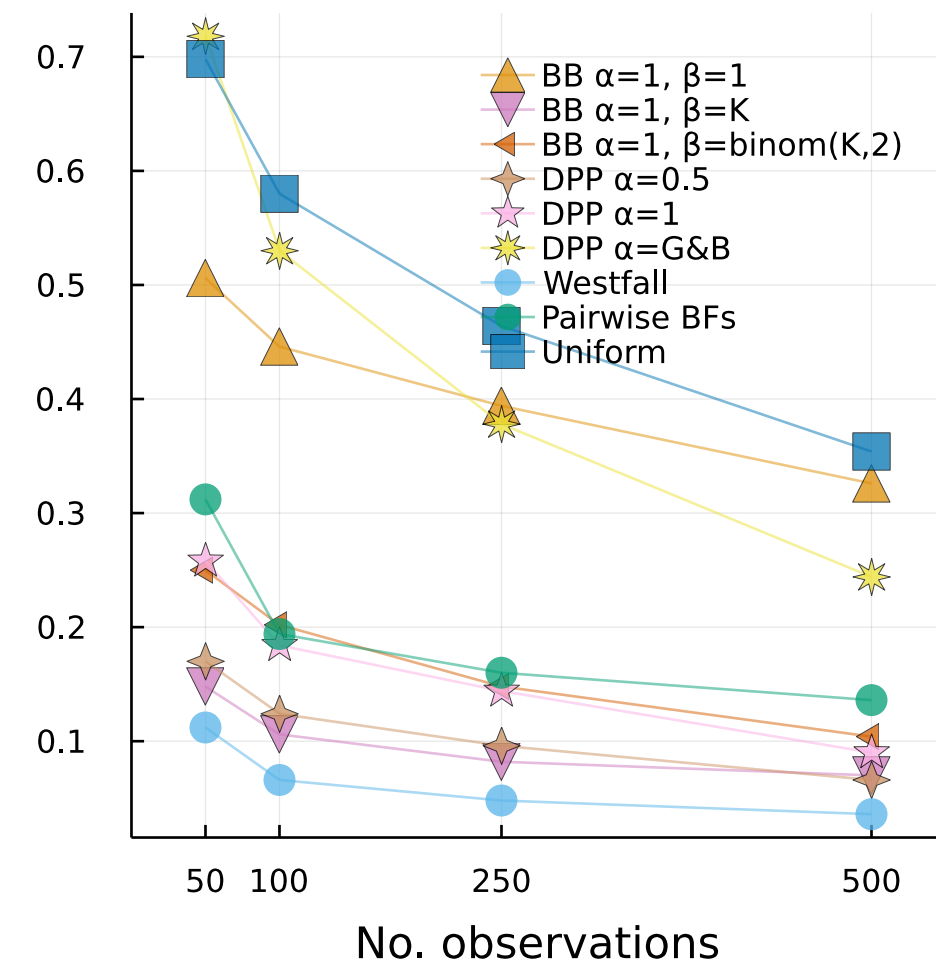 0.7
0.6
0.5
0.4
0.3
0.2
0.1
BB α=1, β=1
BB α=1, β=K
BB α=1, β=binom(K,2)
DPP α=0.5
DPP α=1
DPP α=G&B
Westfall
Pairwise BFs
Uniform
50 100 250 500
No. observations